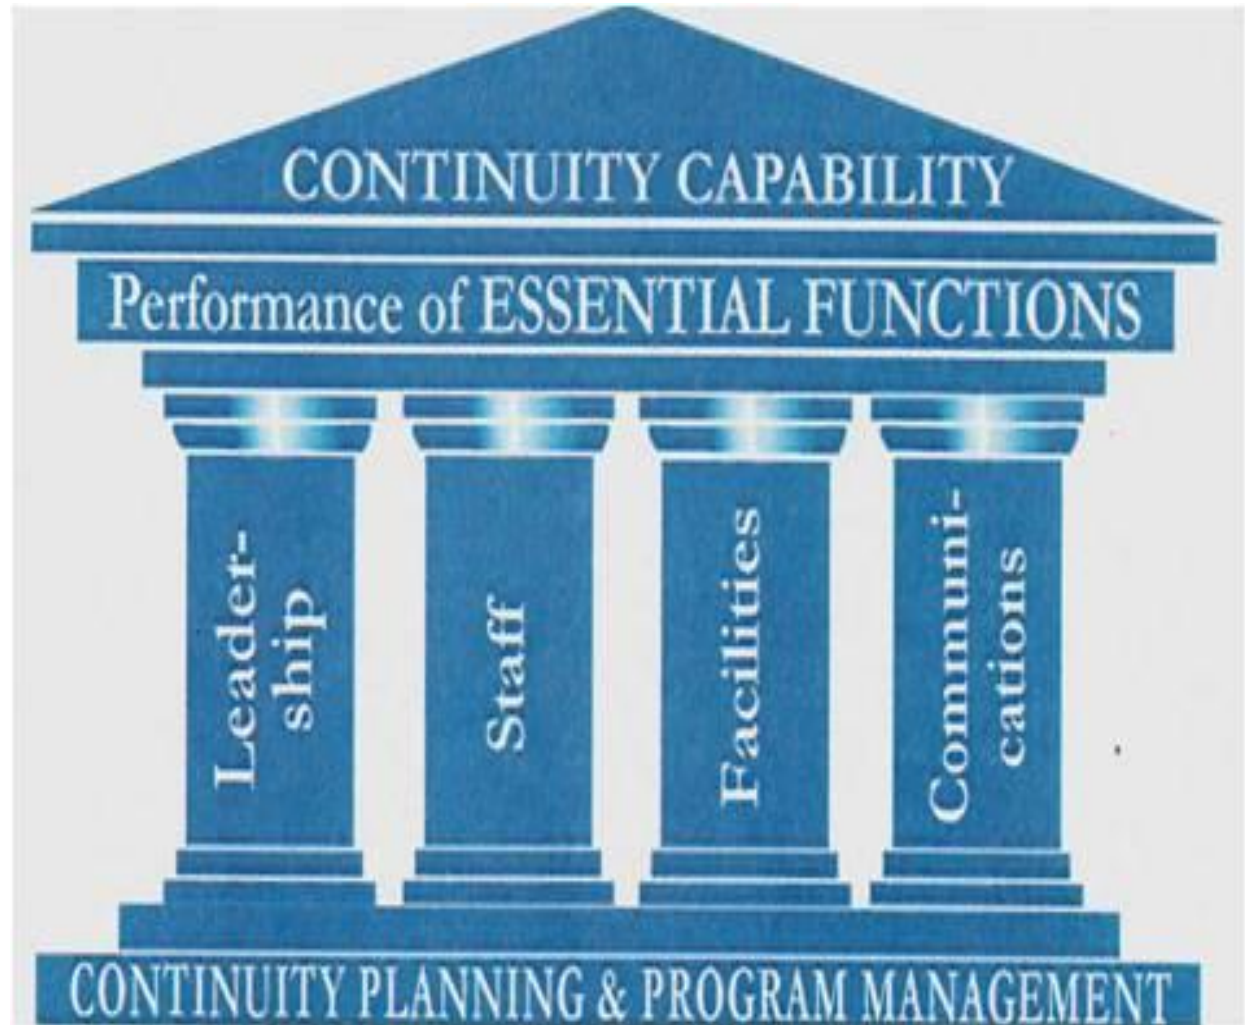 CONTINUITY CAPABILITY
Performance of ESSENTIAL FUNCTIONS
Leader-
ship
Staff
Facilities
Communi-
cations
CONTINUITY PLANNING & PROGRAM MANAGEMENT